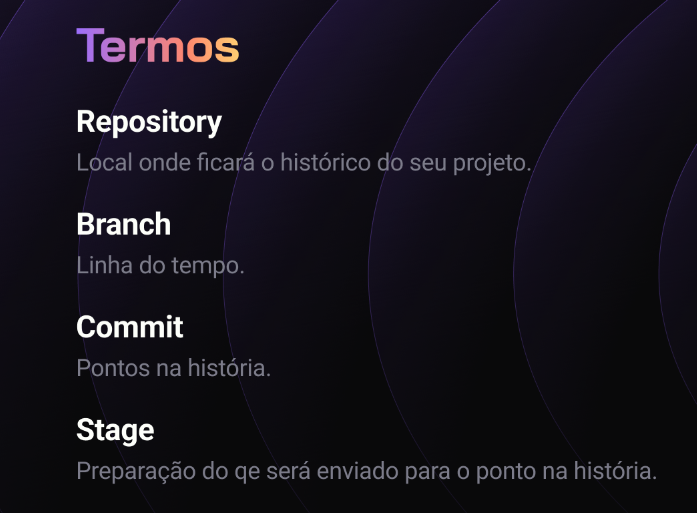 Termos
Repository
Local onde ficará o histórico do seu projeto.
Branch
Linha do tempo.
Commit
Pontos na história.
Stage
Preparação do qe será enviado para o ponto na história.